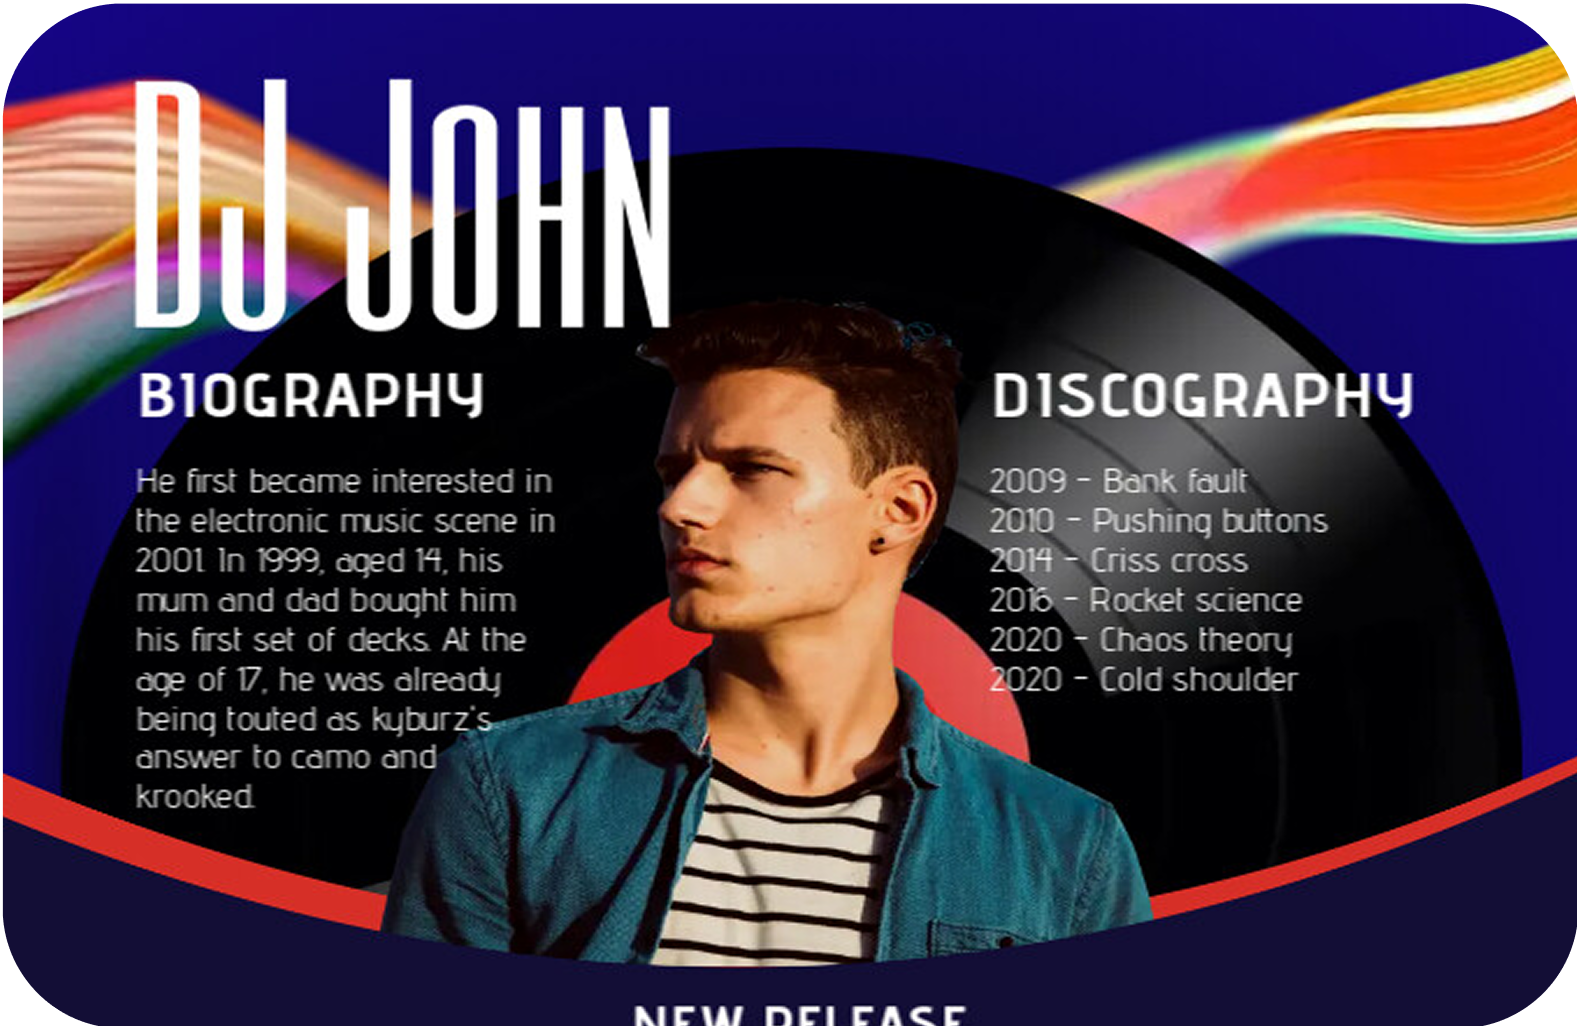 DJ JOHN
BIOGRAPHY
He first became interested in
the electronic music scene in
2001. In 1999, aged 14, his
mum and dad bought him
his first set of decks. At the
age of 17, he was already
being touted as kyburz's
answer to camo and
krooked.
DISCOGRAPHY
2009 - Bank fault
2010 - Pushing buttons
2014 - Criss cross
2016 - Rocket science
2020 - Chaos theory
2020 - Cold shoulder
NEW RELEASE